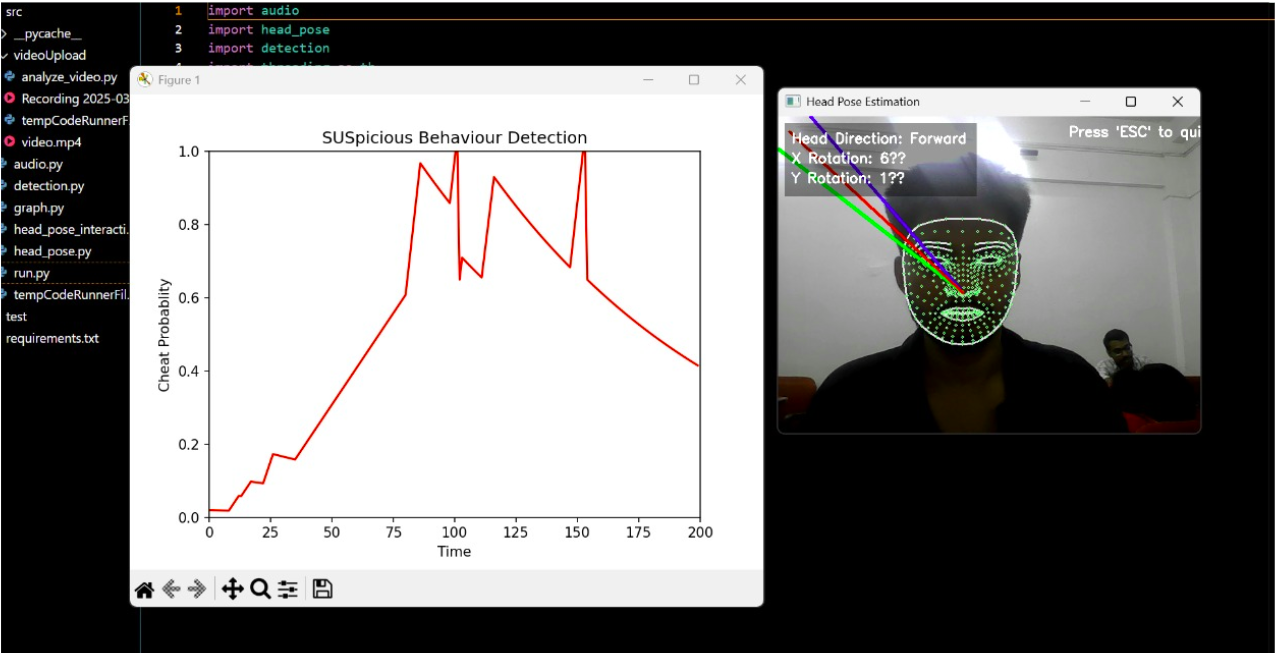 src
__pycache__
videoUpload
analyze_video.py
Recording 2025-03
tempCodeRunnerF
video.mp4
audio.py
detection.py
graph.py
head_pose_interacti.
head_pose.py
run.py
tempCodeRunnerFil.
test
requirements.txt
1 import audio
2 import head_pose
3 import detection
Figure 1
SUSpicious Behaviour Detection
Cheat Probablity
1.0
0.8
0.6
0.4
0.2
0.0
0 25 50 75 100 125 150 175 200
Time
Head Pose Estimation
Head Direction: Forward
X Rotation: 6??
Y Rotation: 1??
Press 'ESC' to qui